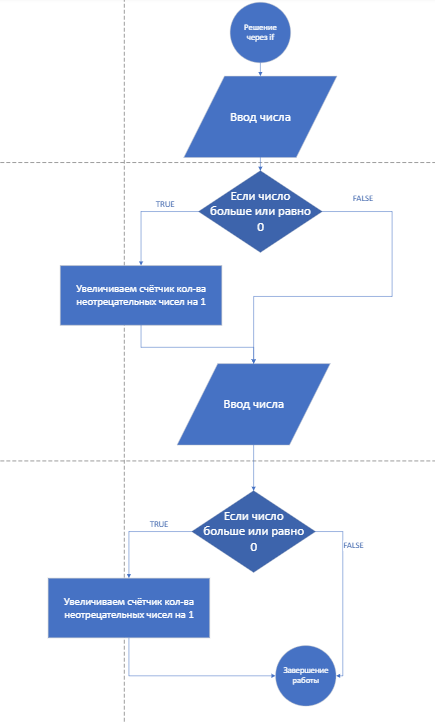 Решение
через if
Ввод числа
Если число
больше или равно
0
TRUE
FALSE
Увеличиваем счётчик кол-ва
неотрецательных чисел на 1
Ввод числа
Если число
больше или равно
0
TRUE
FALSE
Увеличиваем счётчик кол-ва
неотрецательных чисел на 1
Завершение
работы